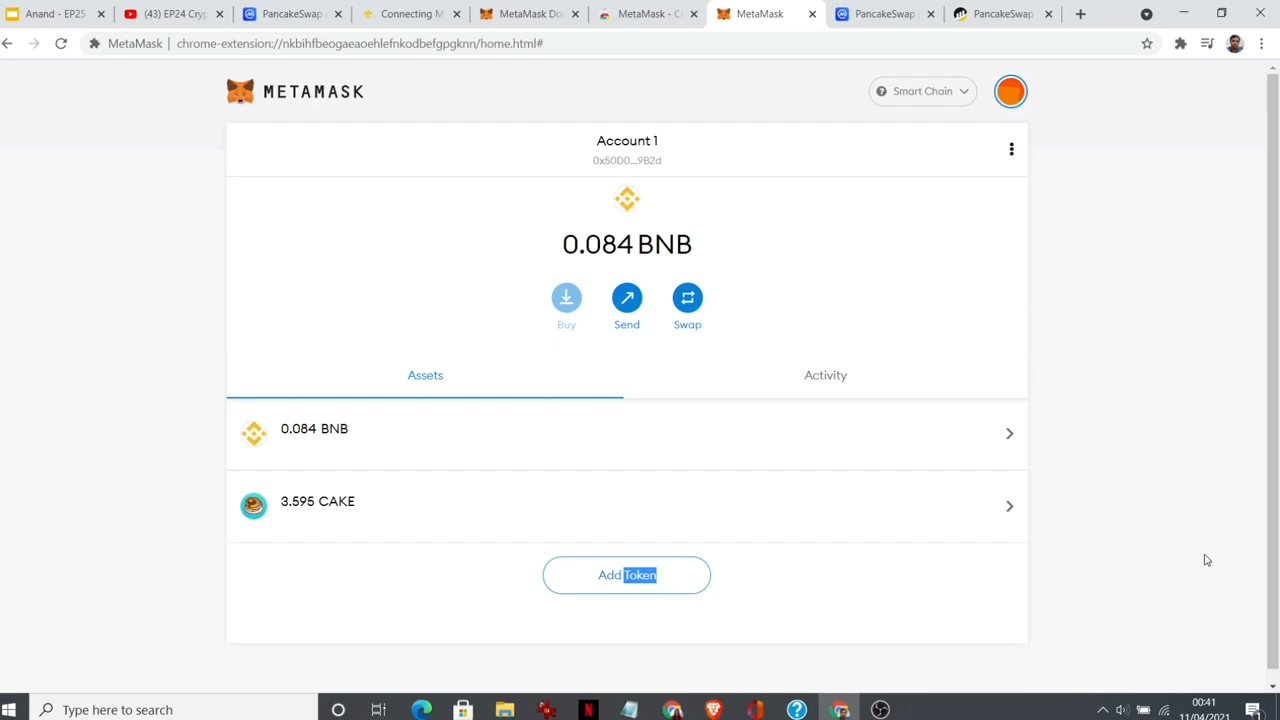 Anand - EP25
(43) EP24 Cryp
PancakeSwap
Connecting M
MetaMask Do
MetaMask - C
MetaMask
PancakeSwap
PancakeSwap
MetaMask
chrome-extension://nkbihfbeogaeaoehlefnkodbefgpgknn/home.html#
METAMASK
Smart Chain
Account 1
0x50D0...9B2d
0.084 BNB
Buy
Send
Swap
Assets
Activity
0.084 BNB
3.595 CAKE
Add Token
Type here to search
00:41
11/04/2021